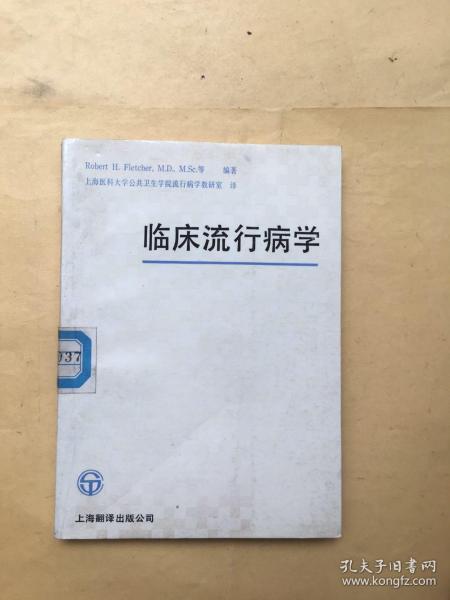 Robert H. Fletcher, M.D., M.Sc.等 编著
上海医科大学公共卫生学院流行病学教研室 译
临床流行病学
037
上海翻译出版公司
孔夫子旧书网
www.kongfz.com